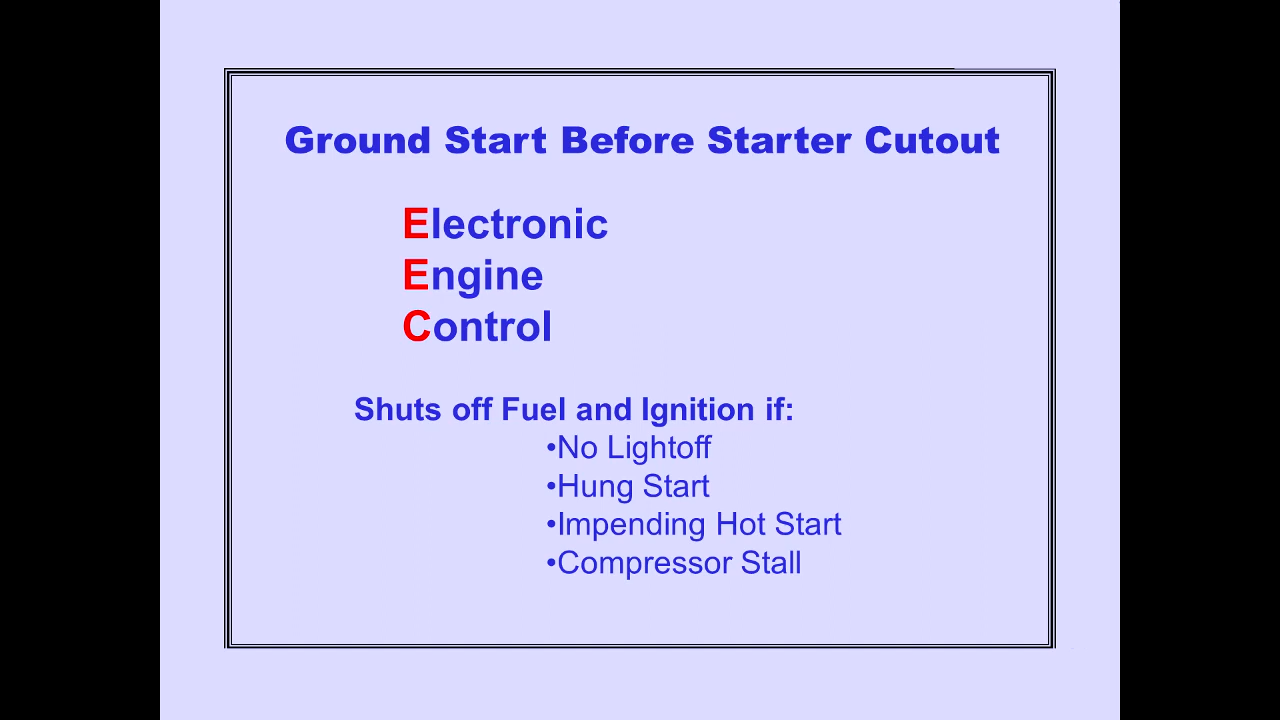 Ground Start Before Starter Cutout
Electronic
Engine
Control
Shuts off Fuel and Ignition if:
•No Lightoff
•Hung Start
•Impending Hot Start
•Compressor Stall